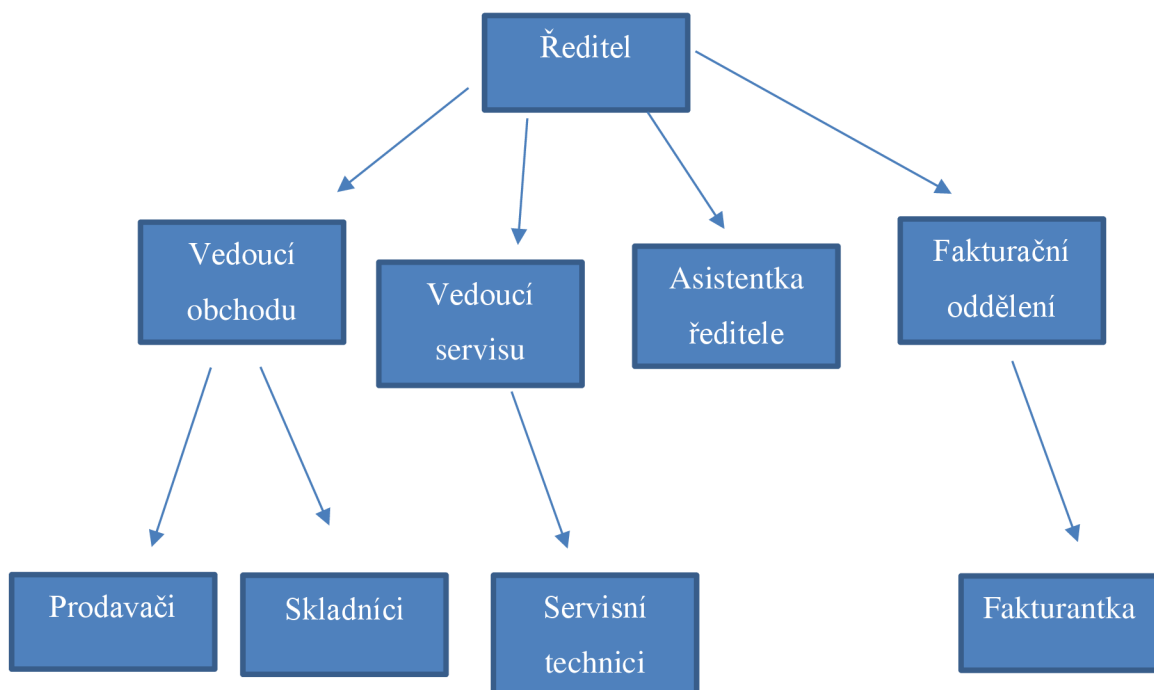 Ředitel
Vedoucí
obchodu
Vedoucí
servisu
Asistentka
ředitele
Fakturační
oddělení
Prodavači
Skladníci
Servisní
technici
Fakturantka